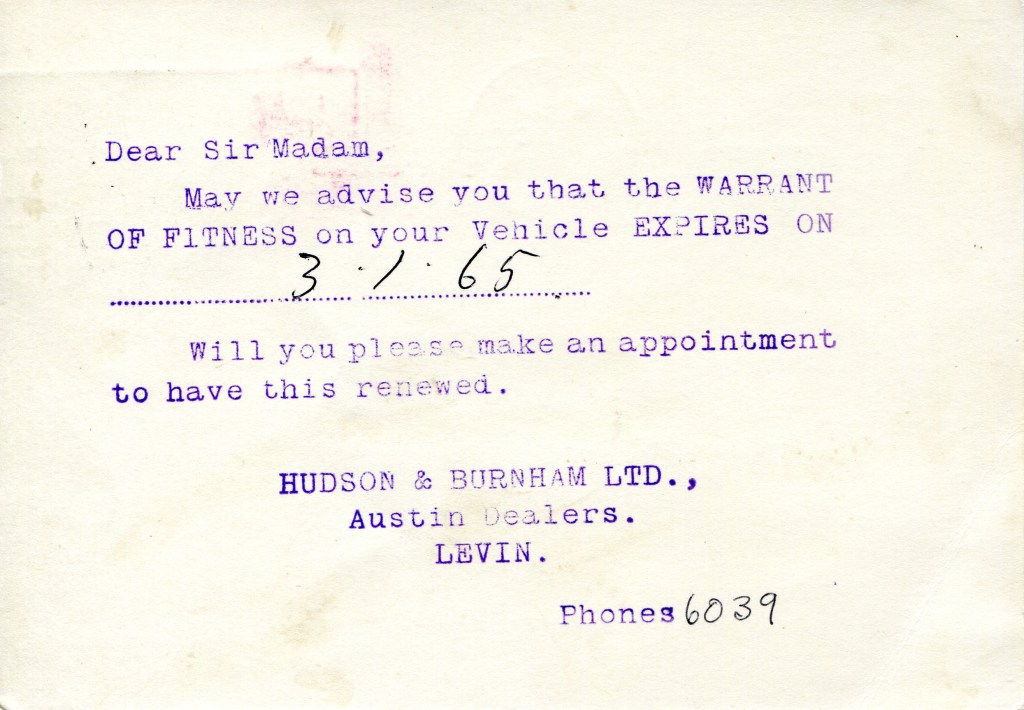 Dear Sir Madam,
May we advise you that the WARRANT
OF F1TNESS on your Vehicle EXPIRES ON
3.1.65
Will you please make an appointment
to have this renewed.
HUDSON & BURNHAM LTD.,
Austin Dealers.
LEVIN.
Phones 6039